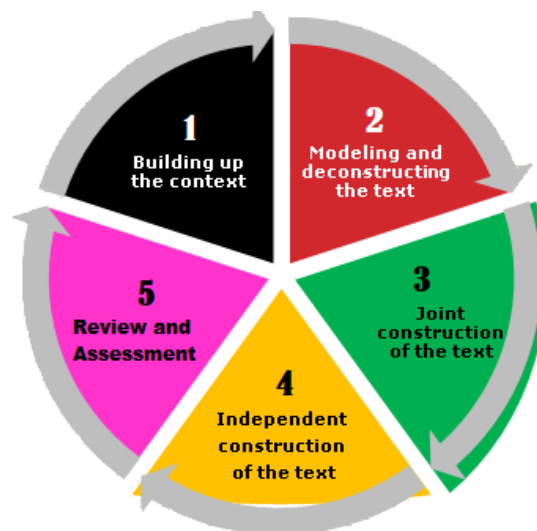 1
Building up
the context
2
Modeling and
deconstructing
the text
3
Joint
construction
of the text
4
Independent
construction
of the text
5
Review and
Assessment